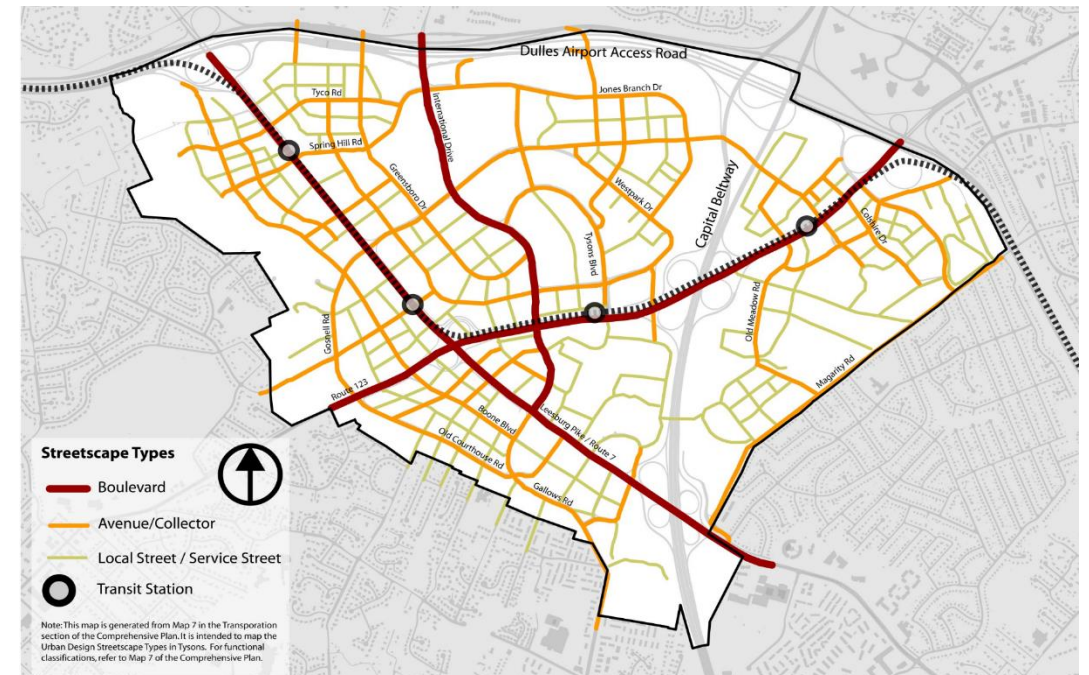 Dulles Airport Access Road
Tyco Rd
International Drive
Jones Branch Dr
Spring Hill Rd
Greensboro Dr
Westpark Dr
Capital Beltway
Colshire Dr
Tysons Blvd
Gosnell Rd
Old Meadow Rd
Magarity Rd
Route 123
Boone Blvd
Leesburg Pike / Route 7
Old Courthouse Rd
Gallows Rd
Streetscape Types
Boulevard
Avenue/Collector
Local Street / Service Street
Transit Station
Note: This map is generated from Map 7 in the Transporation
section of the Comprehensive Plan. It is intended to map the
Urban Design Streetscape Types in Tysons. For functional
classifications, refer to Map 7 of the Comprehensive Plan.